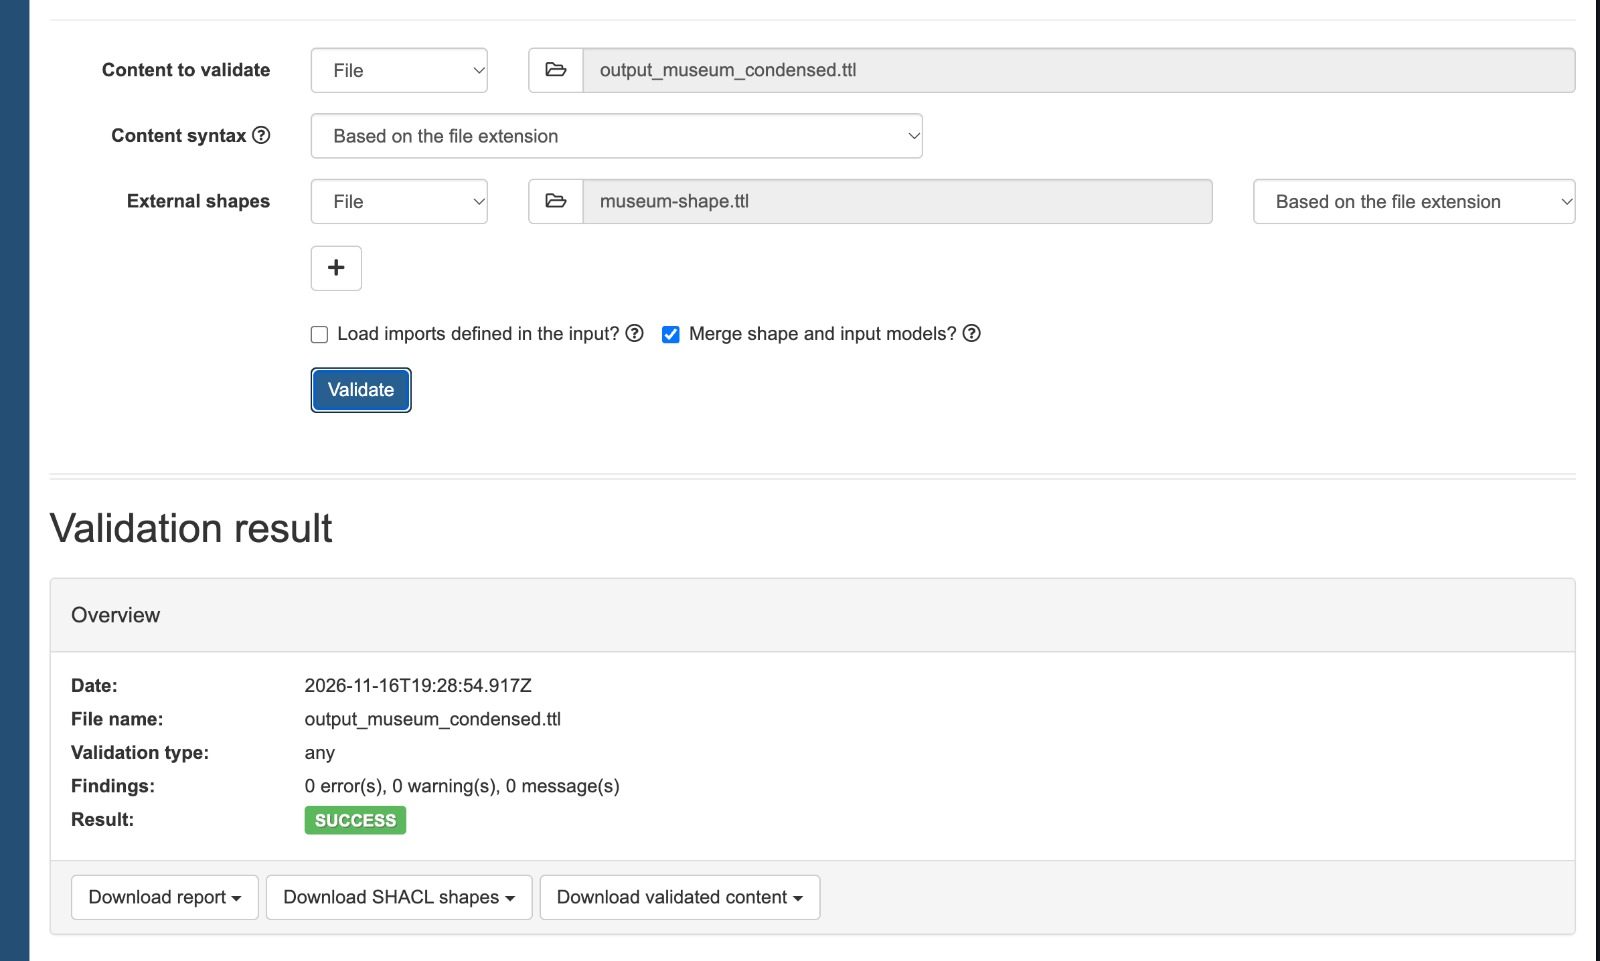 Content to validate File output_museum_condensed.ttl
Content syntax Based on the file extension
External shapes File museum-shape.ttl Based on the file extension
+
Load imports defined in the input? Merge shape and input models?
Validate
Validation result
Overview
Date: 2026-11-16T19:28:54.917Z
File name: output_museum_condensed.ttl
Validation type: any
Findings: 0 error(s), 0 warning(s), 0 message(s)
Result: SUCCESS
Download report Download SHACL shapes Download validated content